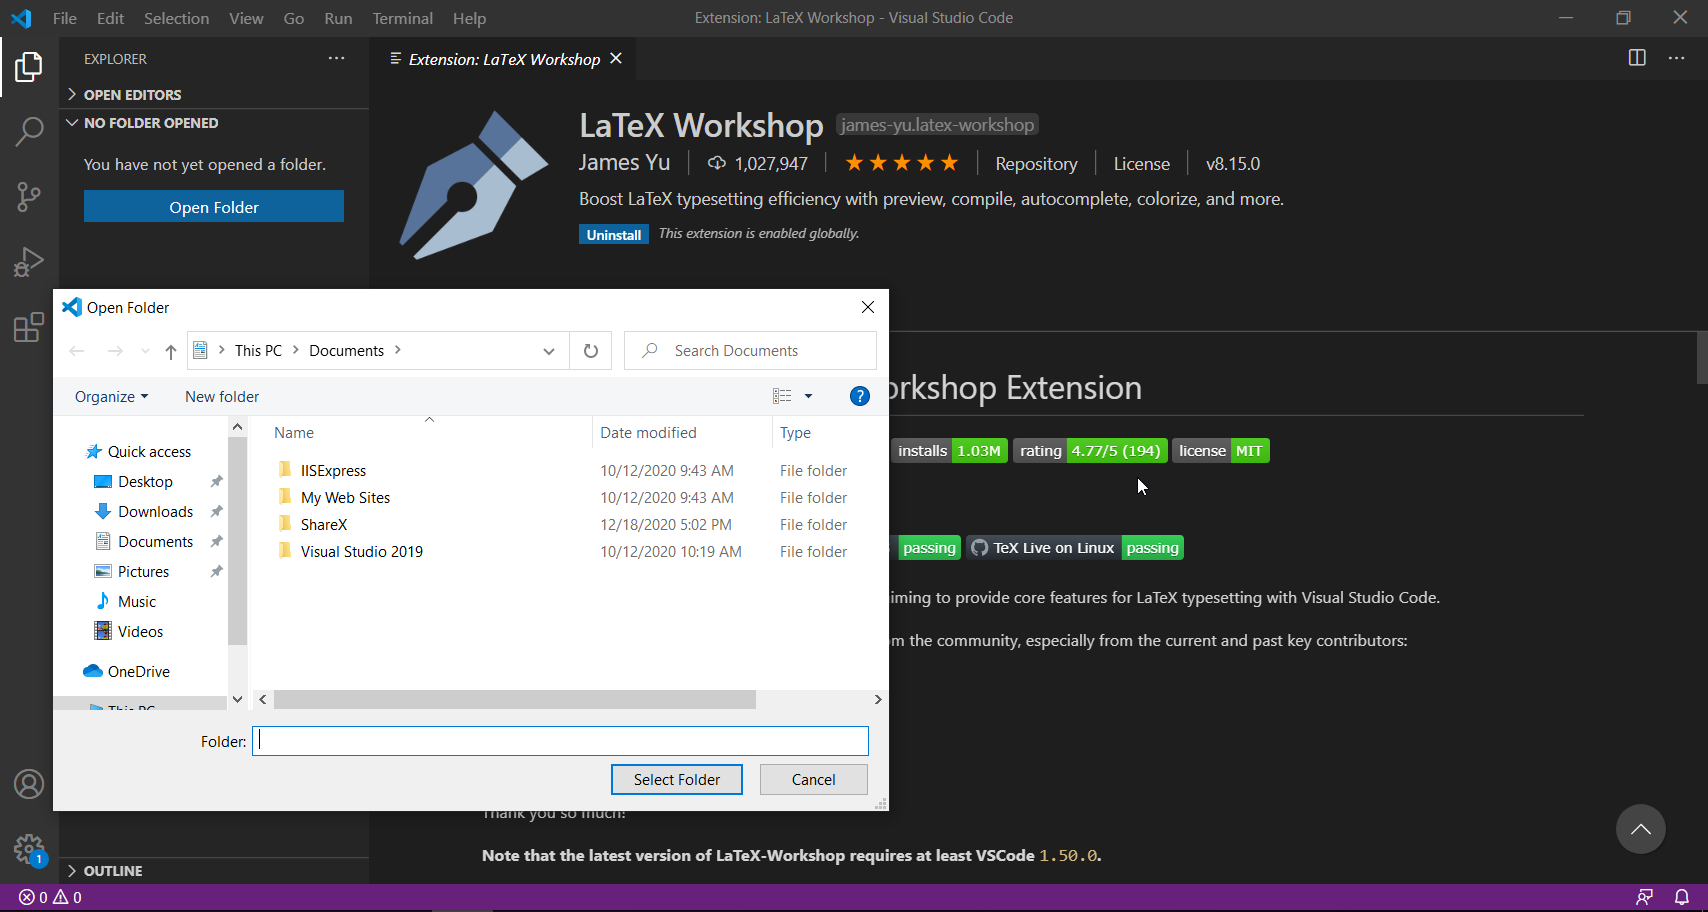 File Edit Selection View Go Run Terminal Help
Extension: LaTeX Workshop - Visual Studio Code
EXPLORER
OPEN EDITORS
NO FOLDER OPENED
You have not yet opened a folder.
Open Folder
Extension: LaTeX Workshop
LaTeX Workshop james-yu.latex-workshop
James Yu 1,027,947 Repository License v8.15.0
Boost LaTeX typesetting efficiency with preview, compile, autocomplete, colorize, and more.
Uninstall This extension is enabled globally.
Open Folder
This PC > Documents >
Search Documents
Organize New folder ?
Name Date modified Type
Quick access
Desktop
Downloads
Documents
Pictures
Music
Videos
OneDrive
This PC
IISExpress 10/12/2020 9:43 AM File folder
My Web Sites 10/12/2020 9:43 AM File folder
ShareX 12/18/2020 5:02 PM File folder
Visual Studio 2019 10/12/2020 10:19 AM File folder
Folder:
Select Folder Cancel
orkshop Extension
installs 1.03M rating 4.77/5 (194) license MIT
passing TeX Live on Linux passing
iming to provide core features for LaTeX typesetting with Visual Studio Code.
m the community, especially from the current and past key contributors:
Thank you so much!
Note that the latest version of LaTeX-Workshop requires at least VSCode 1.50.0.
OUTLINE
1
0 0